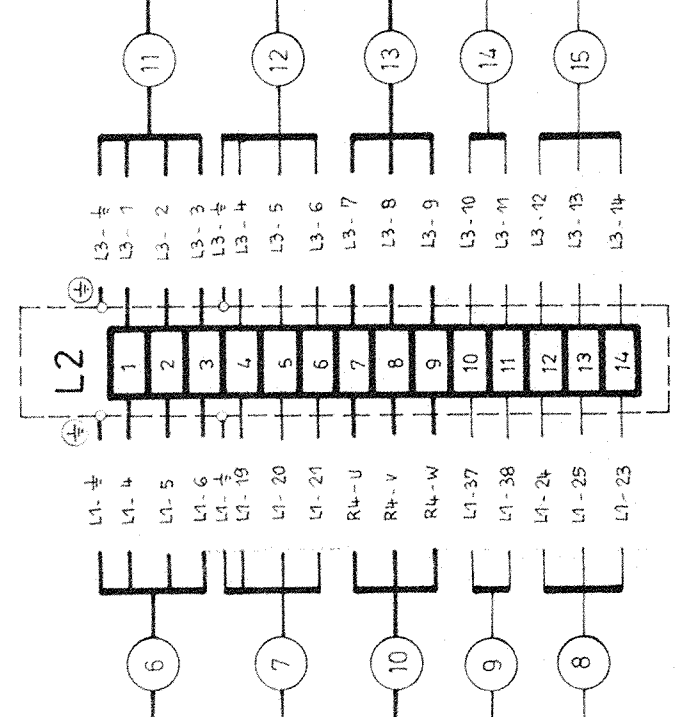 11 12 13 14 15
L3-⏚ L3-1 L3-2 L3-3 L3-⏚ L3-4 L3-5 L3-6 L3-7 L3-8 L3-9 L3-10 L3-11 L3-12 L3-13 L3-14
L2
1 2 3 4 5 6 7 8 9 10 11 12 13 14
L1-⏚ L1-4 L1-5 L1-6 L1-⏚ L1-19 L1-20 L1-21 R4-U R4-V R4-W L1-37 L1-38 L1-24 L1-25 L1-23
6 7 10 9 8